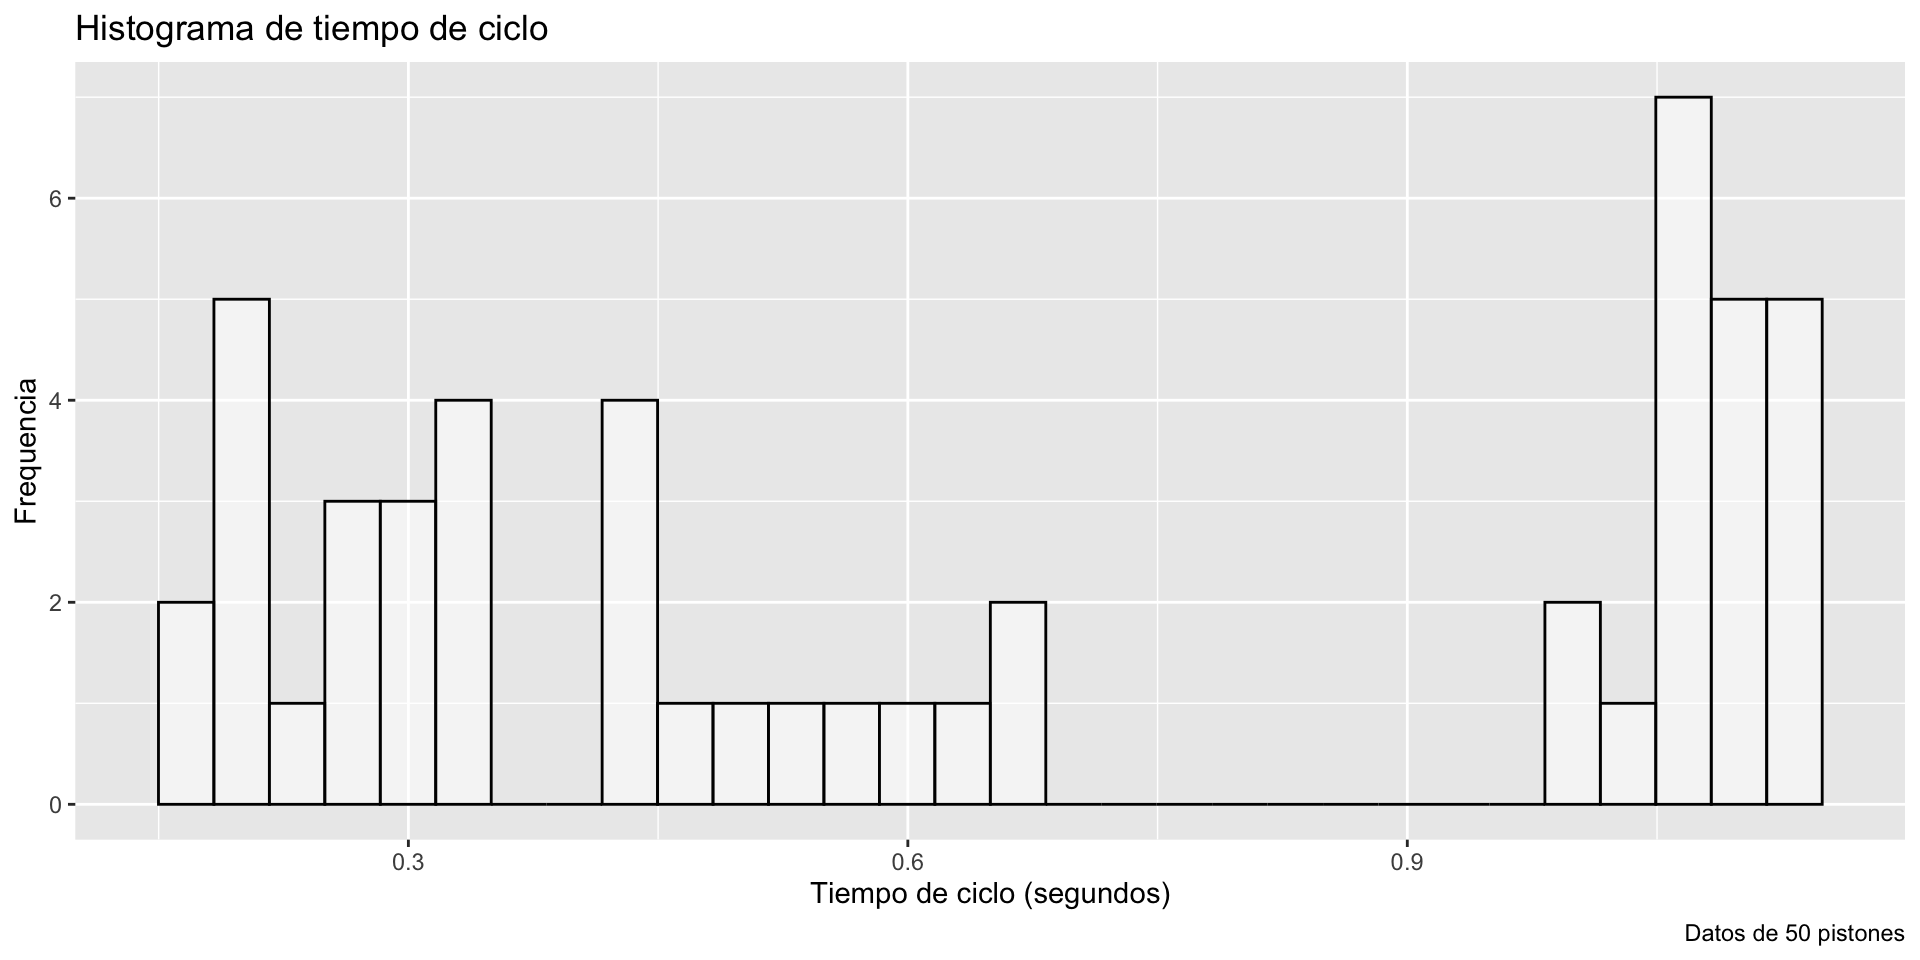 Histograma de tiempo de ciclo
Frequencia
6
4
2
0
0.3
0.6
0.9
Tiempo de ciclo (segundos)
Datos de 50 pistones